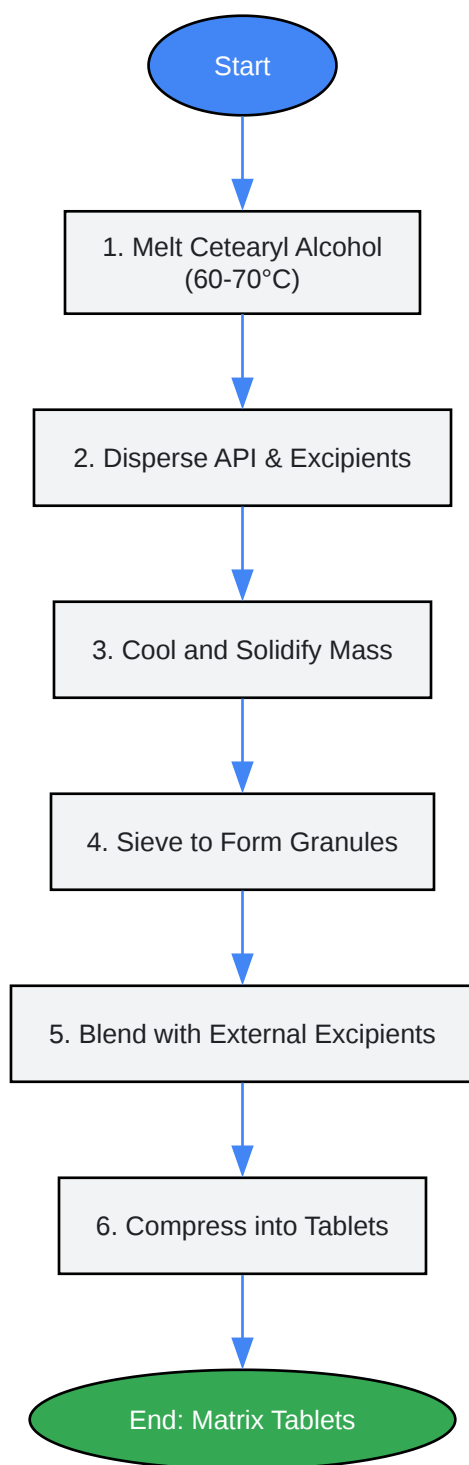 Start
1. Melt Cetearyl Alcohol
(60-70°C)
2. Disperse API & Excipients
3. Cool and Solidify Mass
4. Sieve to Form Granules
5. Blend with External Excipients
6. Compress into Tablets
End: Matrix Tablets